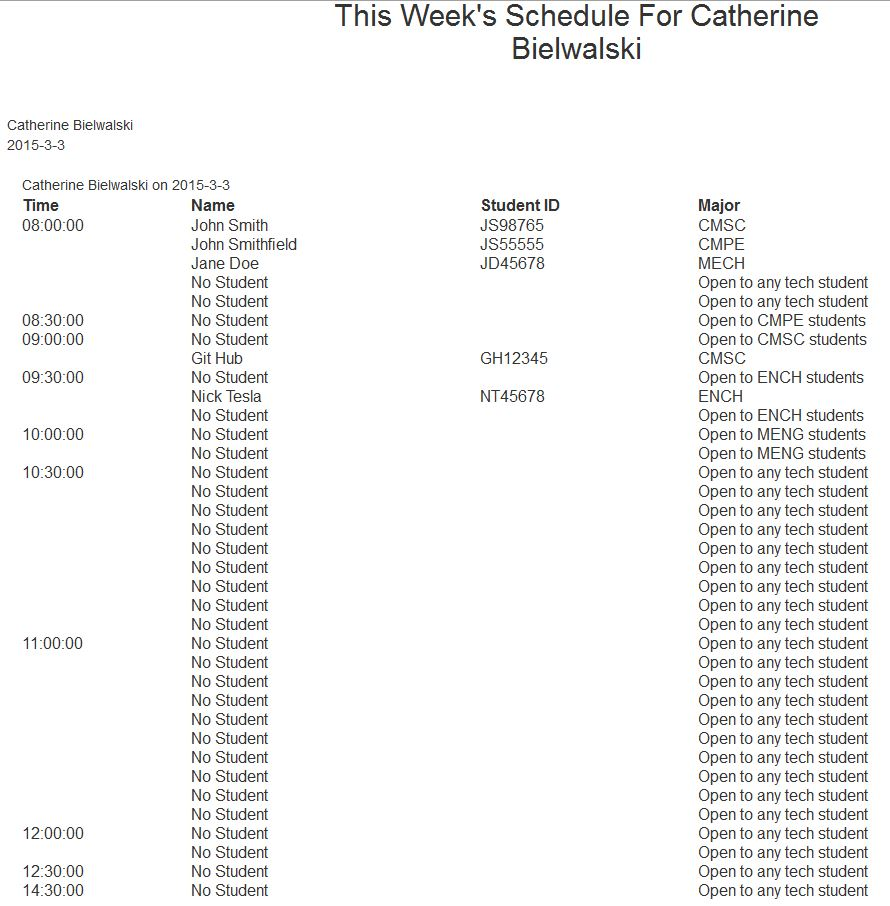 This Week's Schedule For Catherine
Bielwalski
Catherine Bielwalski
2015-3-3
Catherine Bielwalski on 2015-3-3
Time Name Student ID Major
08:00:00 John Smith JS98765 CMSC
John Smithfield JS55555 CMPE
Jane Doe JD45678 MECH
No Student Open to any tech student
No Student Open to any tech student
08:30:00 No Student Open to CMPE students
09:00:00 No Student Open to CMSC students
Git Hub GH12345 CMSC
09:30:00 No Student Open to ENCH students
Nick Tesla NT45678 ENCH
No Student Open to ENCH students
10:00:00 No Student Open to MENG students
No Student Open to MENG students
10:30:00 No Student Open to any tech student
No Student Open to any tech student
No Student Open to any tech student
No Student Open to any tech student
No Student Open to any tech student
No Student Open to any tech student
No Student Open to any tech student
No Student Open to any tech student
No Student Open to any tech student
11:00:00 No Student Open to any tech student
No Student Open to any tech student
No Student Open to any tech student
No Student Open to any tech student
No Student Open to any tech student
No Student Open to any tech student
No Student Open to any tech student
No Student Open to any tech student
No Student Open to any tech student
No Student Open to any tech student
12:00:00 No Student Open to any tech student
No Student Open to any tech student
12:30:00 No Student Open to any tech student
14:30:00 No Student Open to any tech student